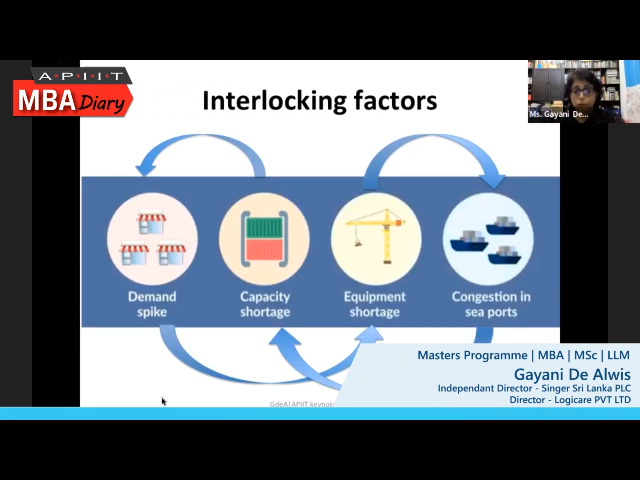 A·P·I·I·T
MBA Diary
Interlocking factors
Ms. Gayani De...
Demand
spike
Capacity
shortage
Equipment
shortage
Congestion in
sea ports
Masters Programme | MBA | MSc | LLM
Gayani De Alwis
Independant Director - Singer Sri Lanka PLC
Director - Logicare PVT LTD
GdeA|APIIT keynote